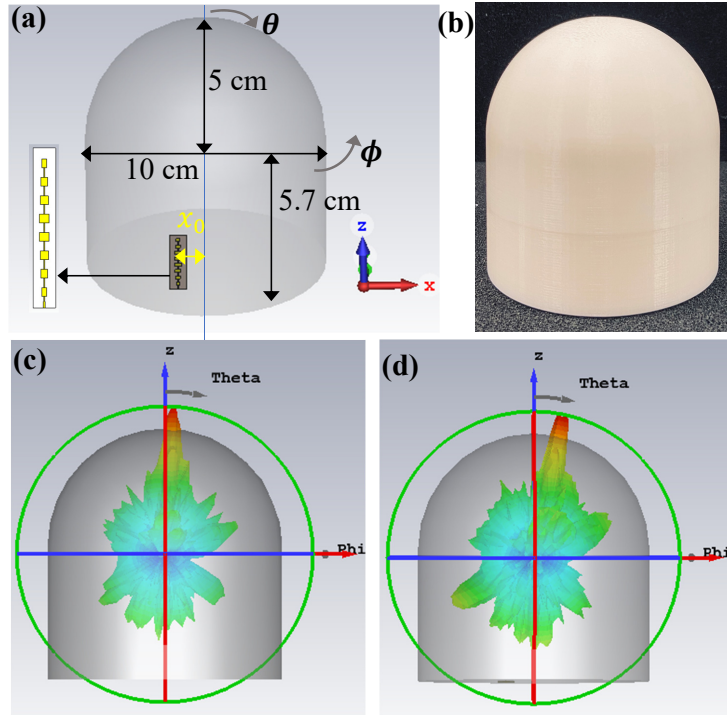 (a)
θ
5 cm
10 cm
ϕ
5.7 cm
x₀
z
x
(b)
(c)
z
Theta
Phi
(d)
z
Theta
Phi